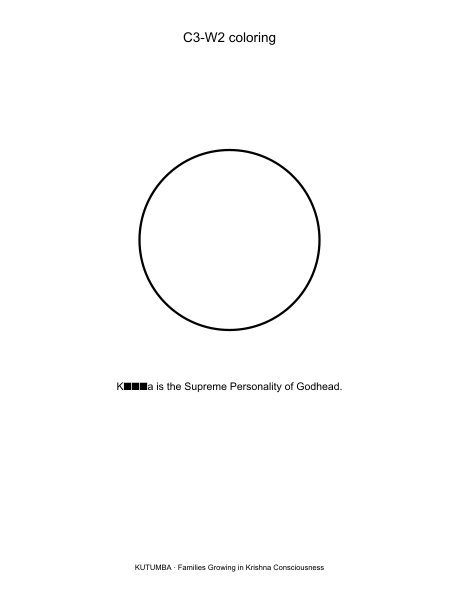 C3-W2 coloring
K■■■a is the Supreme Personality of Godhead.
KUTUMBA · Families Growing in Krishna Consciousness